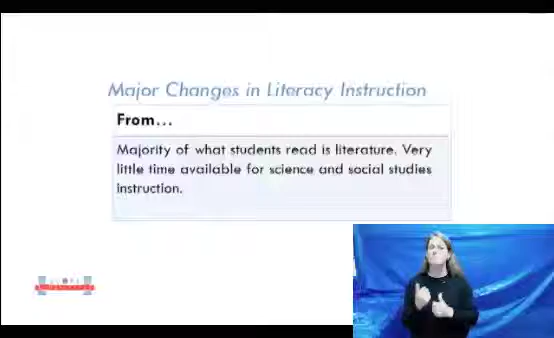 Major Changes in Literacy Instruction
From...
Majority of what students read is literature. Very
little time available for science and social studies
instruction.